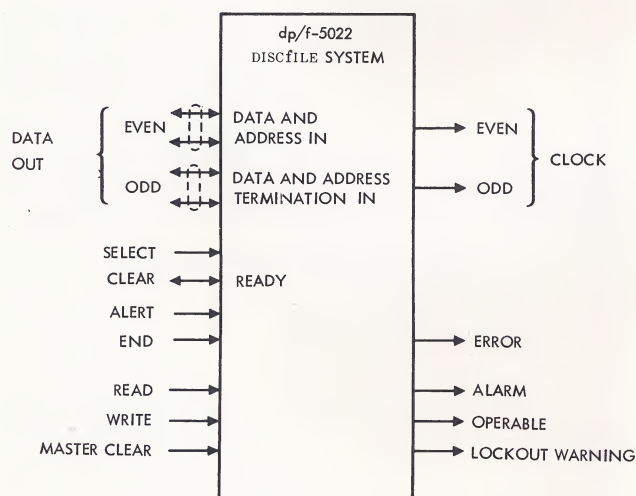 dp/f-5022
DISCfILE SYSTEM
DATA
OUT
EVEN
ODD
DATA AND
ADDRESS IN
DATA AND ADDRESS
TERMINATION IN
EVEN
ODD
CLOCK
SELECT
CLEAR
READY
ALERT
END
ERROR
READ
ALARM
WRITE
OPERABLE
MASTER CLEAR
LOCKOUT WARNING